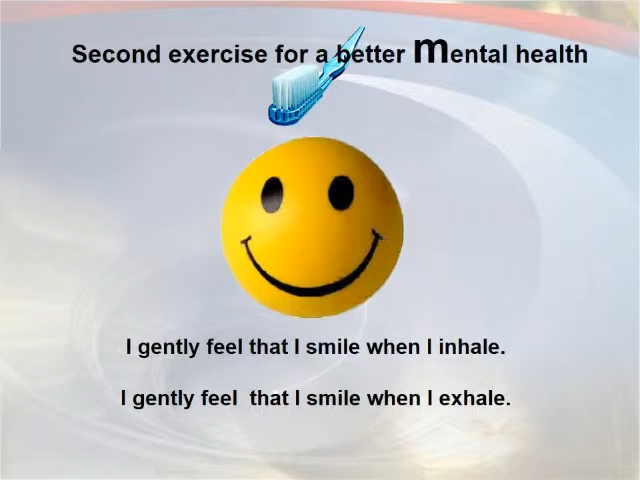 Second exercise for a better mental health
I gently feel that I smile when I inhale.
I gently feel  that I smile when I exhale.